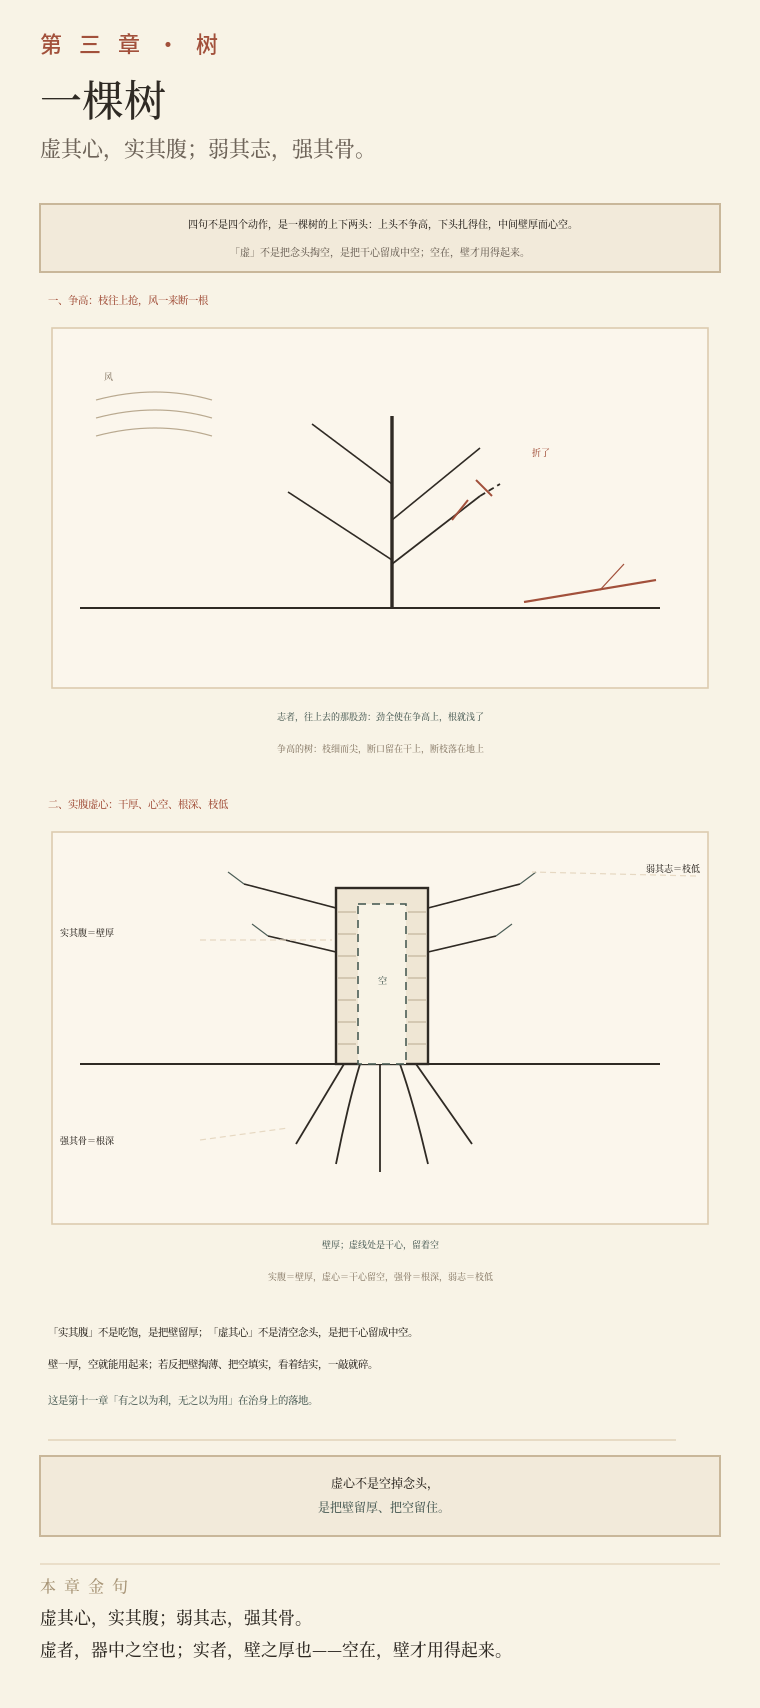 第三章·树
一棵树
虚其心，实其腹；弱其志，强其骨。
四句不是四个动作，是一棵树的上下两头：上头不争高，下头扎得住，中间壁厚而心空。
「虚」不是把念头掏空，是把干心留成中空；空在，壁才用得起来。
一、争高：枝往上抢，风一来断一根
风
折了
志者，往上去的那股劲：劲全使在争高上，根就浅了
争高的树：枝细而尖，断口留在干上，断枝落在地上
二、实腹虚心：干厚、心空、根深、枝低
弱其志＝枝低
实其腹＝壁厚
空
强其骨＝根深
壁厚；虚线处是干心，留着空
实腹＝壁厚，虚心＝干心留空，强骨＝根深，弱志＝枝低
「实其腹」不是吃饱，是把壁留厚；「虚其心」不是清空念头，是把干心留成中空。
壁一厚，空就能用起来；若反把壁掏薄、把空填实，看着结实，一敲就碎。
这是第十一章「有之以为利，无之以为用」在治身上的落地。
虚心不是空掉念头，
是把壁留厚、把空留住。
本章金句
虚其心，实其腹；弱其志，强其骨。
虚者，器中之空也；实者，壁之厚也——空在，壁才用得起来。